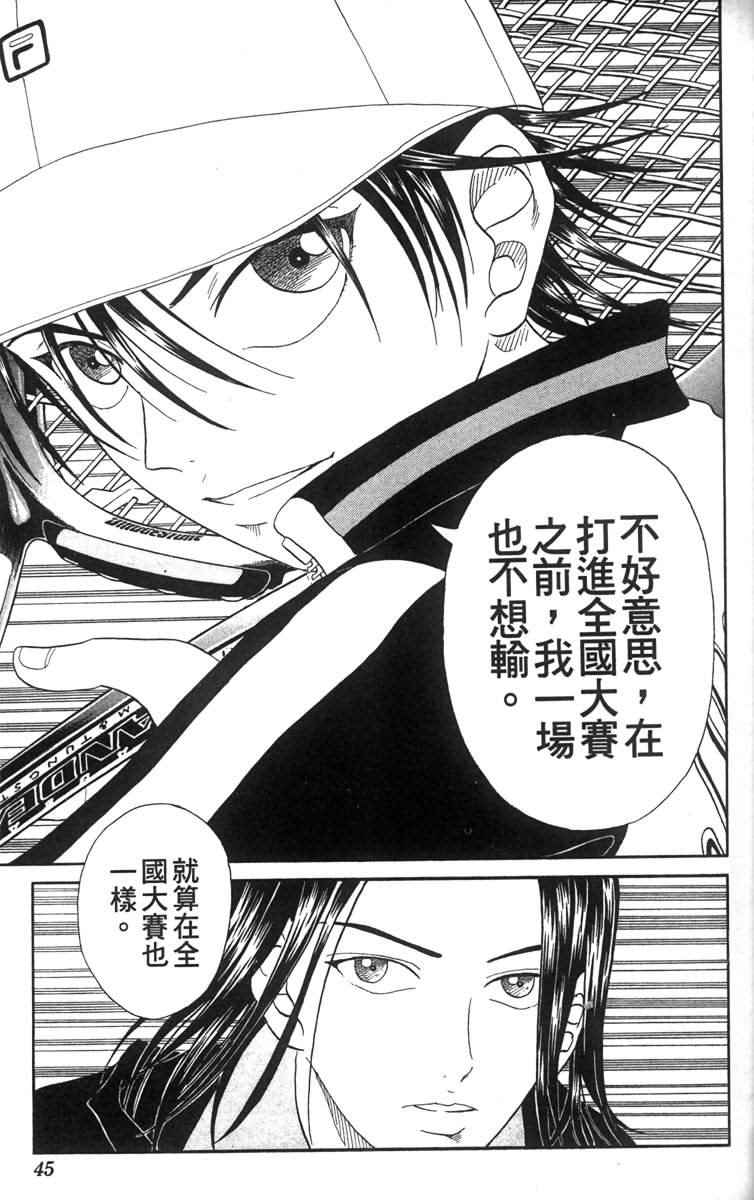 F
不好意思，在
打進全國大賽
之前，我一場
也不想輸。
BRIDGESTONE
就算在全
國大賽也
一樣。
45